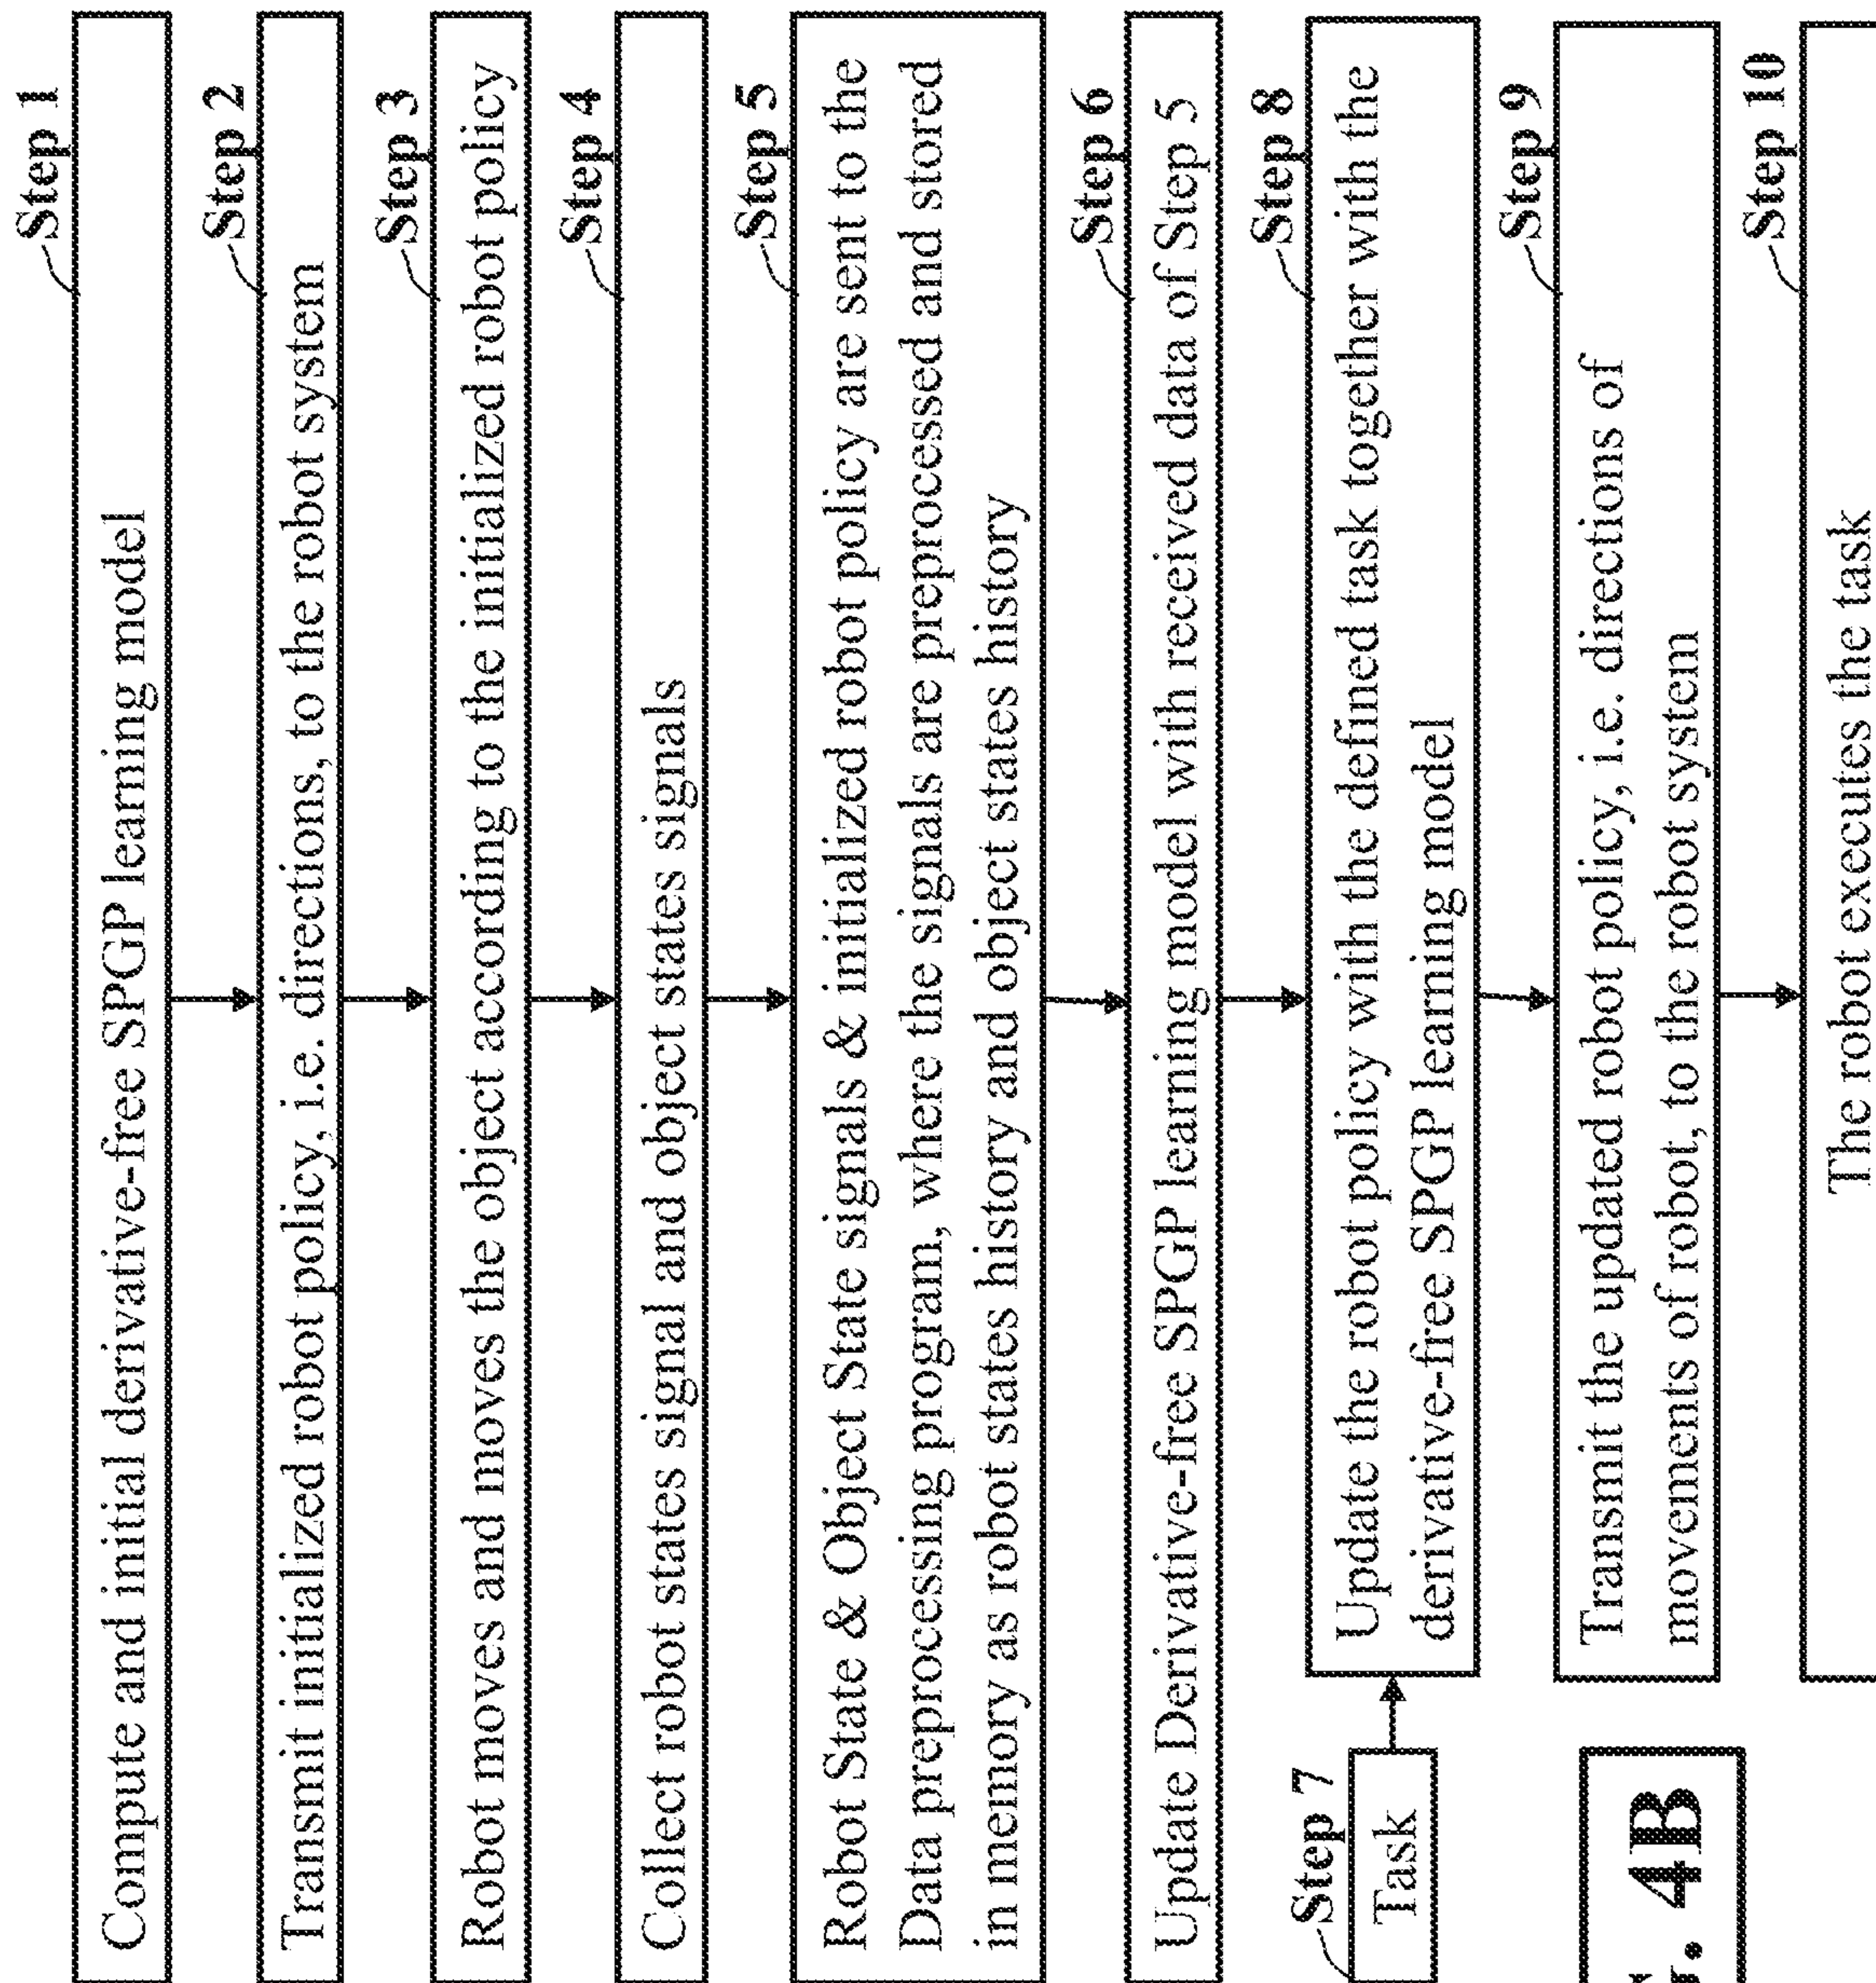 Step 1
Compute and initial derivative-free SPGP learning model
Step 2
Transmit initialized robot policy, i.e. directions, to the robot system
Step 3
Robot moves and moves the object according to the initialized robot policy
Step 4
Collect robot states signal and object states signals
Step 5
Robot State & Object State signals & initialized robot policy are sent to the
Data preprocessing program, where the signals are preprocessed and stored
in memory as robot states history and object states history
Step 6
Update Derivative-free SPGP learning model with received data of Step 5
Step 7
Task
Step 8
Update the robot policy with the defined task together with the
derivative-free SPGP learning model
Step 9
Transmit the updated robot policy, i.e. directions of
movements of robot, to the robot system
Step 10
The robot executes the task
4B